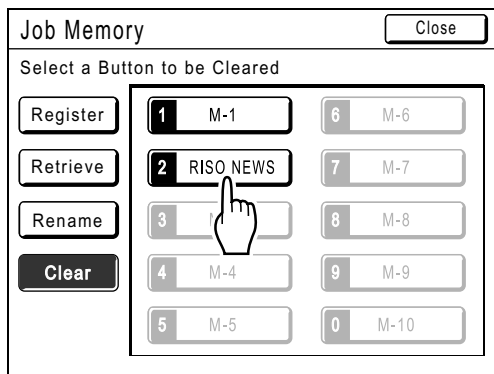 Job Memory
Close
Select a Button to be Cleared
Register
Retrieve
Rename
Clear
1 M-1
2 RISO NEWS
3
4 M-4
5 M-5
6 M-6
7 M-7
8 M-8
9 M-9
0 M-10